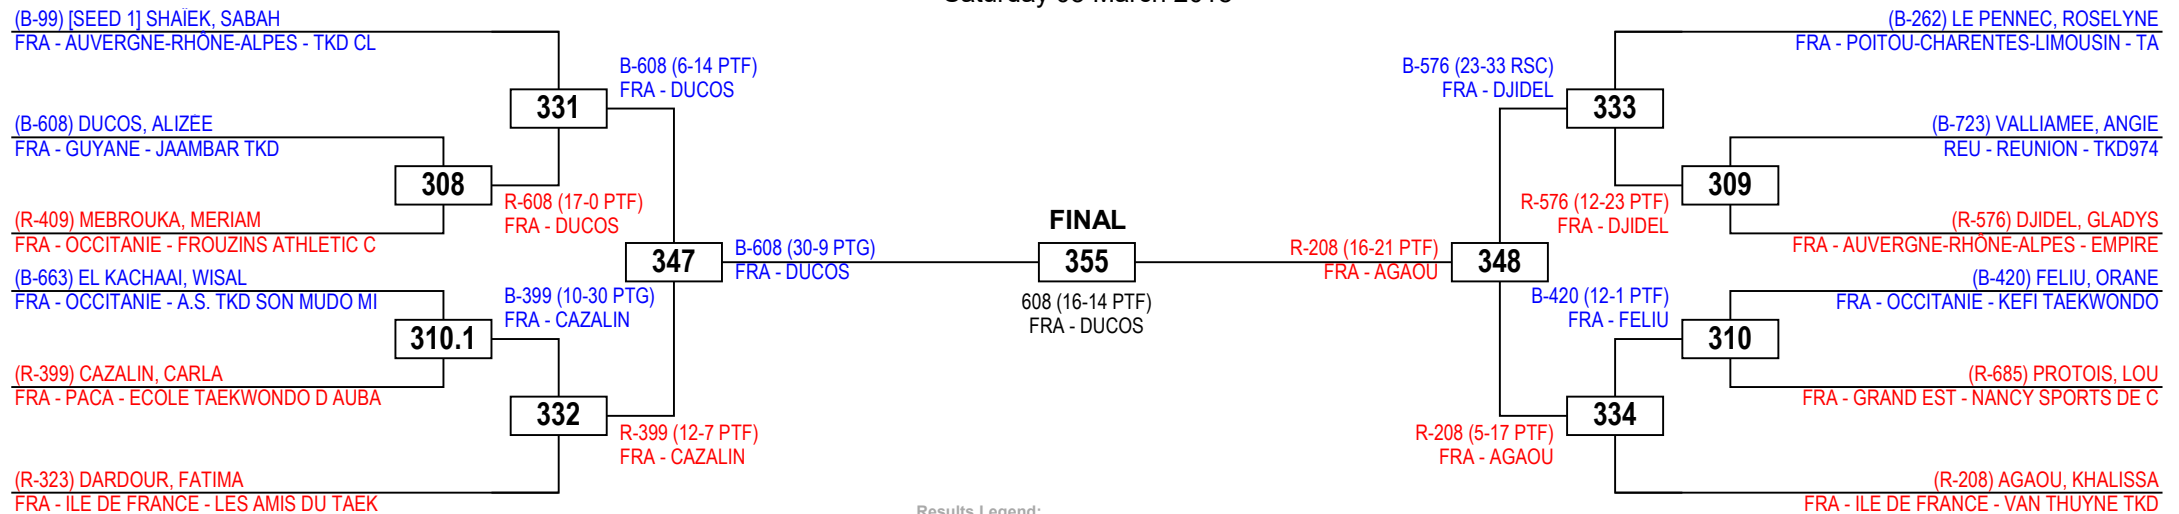 (B-99) [SEED 1] SHAÏEK, SABAH
FRA - AUVERGNE-RHÔNE-ALPES - TKD CL
B-608 (6-14 PTF)
FRA - DUCOS
331
(B-608) DUCOS, ALIZÉE
FRA - GUYANE - JAAMBAR TKD
308
R-608 (17-0 PTF)
FRA - DUCOS
(R-409) MEBROUKA, MERIAM
FRA - OCCITANIE - FROUZINS ATHLETIC C
347
B-608 (30-9 PTG)
FRA - DUCOS
(B-663) EL KACHAAI, WISAL
FRA - OCCITANIE - A.S. TKD SON MUDO MI
B-399 (10-30 PTG)
FRA - CAZALIN
310.1
(R-399) CAZALIN, CARLA
FRA - PACA - ECOLE TAEKWONDO D AUBA
332
R-399 (12-7 PTF)
FRA - CAZALIN
(R-323) DARDOUR, FATIMA
FRA - ILE DE FRANCE - LES AMIS DU TAEK
FINAL
355
608 (16-14 PTF)
FRA - DUCOS
Results Legend:
(B-262) LE PENNEC, ROSELYNE
FRA - POITOU-CHARENTES-LIMOUSIN - TA
B-576 (23-33 RSC)
FRA - DJIDEL
333
(B-723) VALLIAMEE, ANGIE
REU - REUNION - TKD974
309
R-576 (12-23 PTF)
FRA - DJIDEL
(R-576) DJIDEL, GLADYS
FRA - AUVERGNE-RHÔNE-ALPES - EMPIRE
R-208 (16-21 PTF)
FRA - AGAOU
348
(B-420) FELIU, ORANE
FRA - OCCITANIE - KEFI TAEKWONDO
B-420 (12-1 PTF)
FRA - FELIU
310
(R-685) PROTOIS, LOU
FRA - GRAND EST - NANCY SPORTS DE C
334
R-208 (5-17 PTF)
FRA - AGAOU
(R-208) AGAOU, KHALISSA
FRA - ILE DE FRANCE - VAN THUYNE TKD